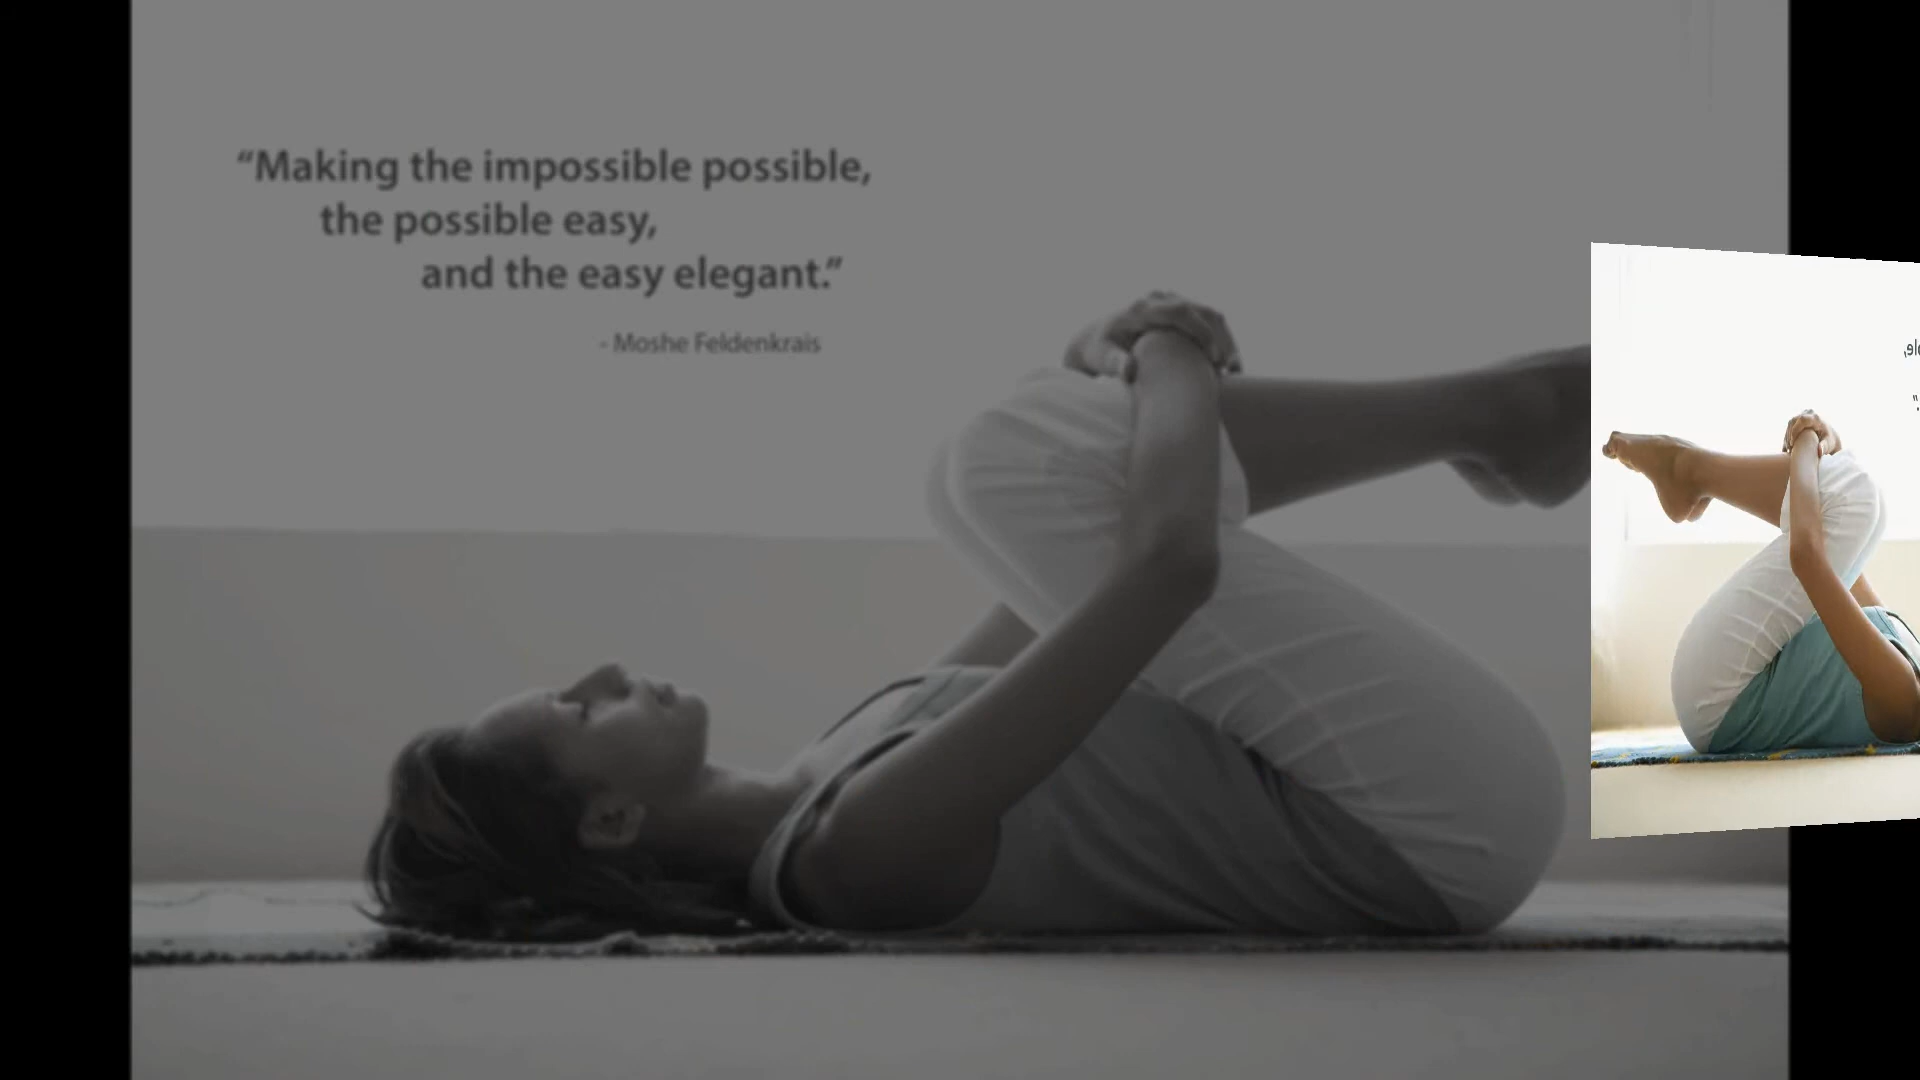 “Making the impossible possible,
the possible easy,
and the easy elegant.”
- Moshe Feldenkrais